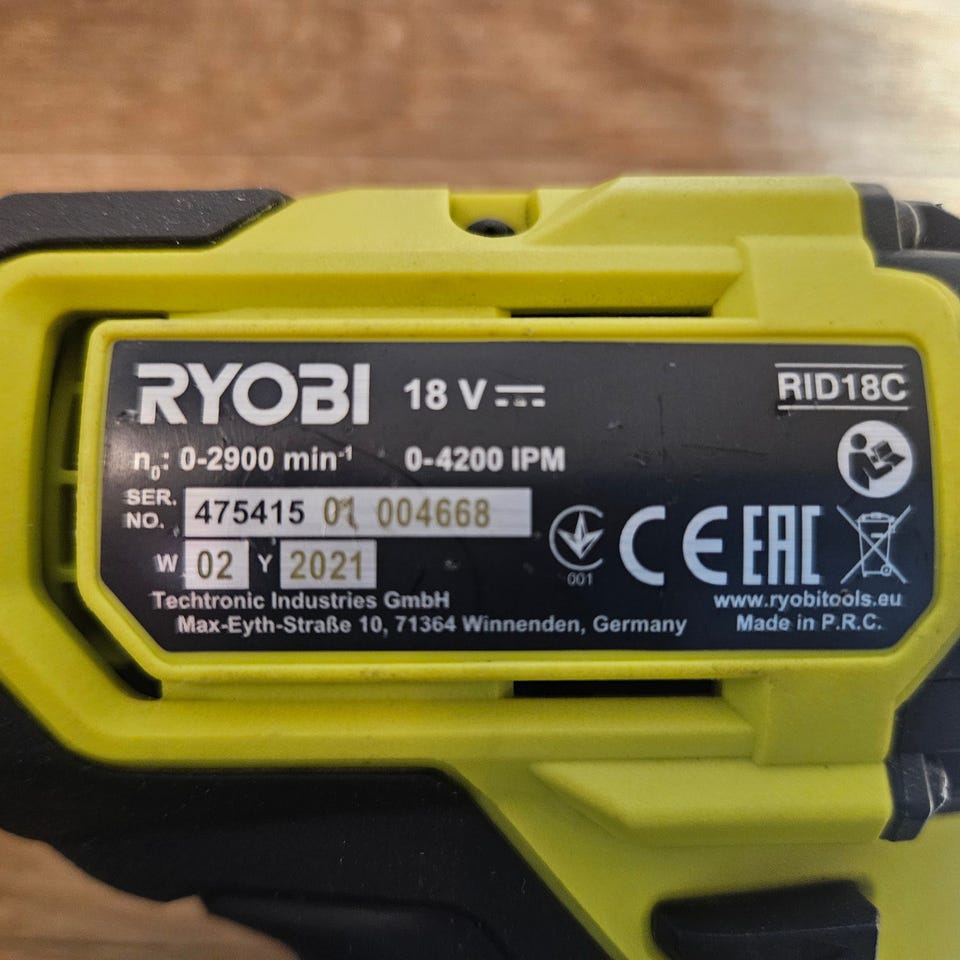 RYOBI 18 V RID18C
n₀: 0-2900 min⁻¹ 0-4200 IPM
SER. NO. 475415 01 004668
W 02 Y 2021
001
CE EAC
Techtronic Industries GmbH
www.ryobitools.eu
Max-Eyth-Straße 10, 71364 Winnenden, Germany
Made in P.R.C.